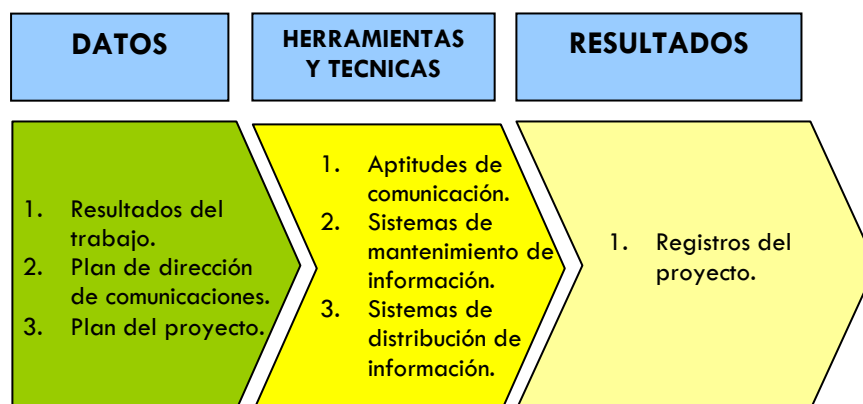 DATOS
HERRAMIENTAS
Y TECNICAS
RESULTADOS
1. Resultados del
trabajo.
2. Plan de dirección
de comunicaciones.
3. Plan del proyecto.
1. Aptitudes de
comunicación.
2. Sistemas de
mantenimiento de
información.
3. Sistemas de
distribución de
información.
1. Registros del
proyecto.